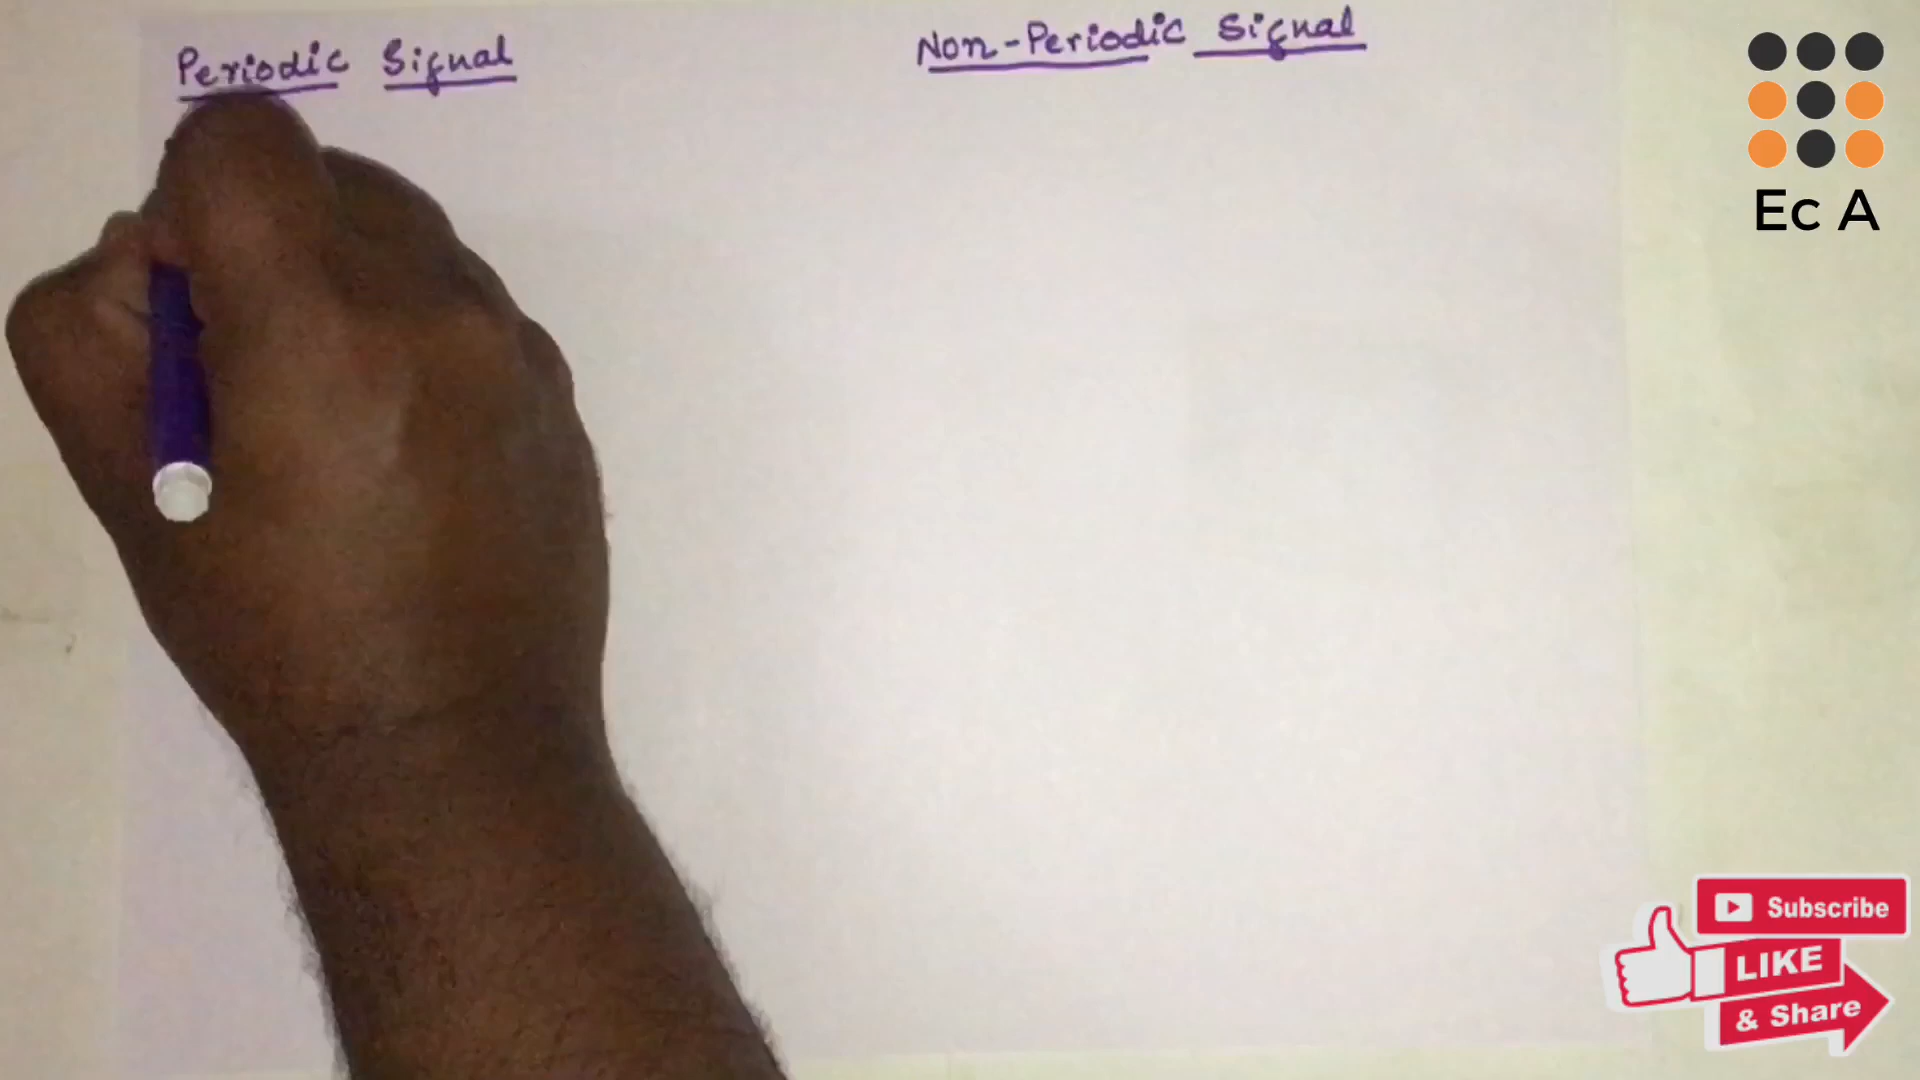 Periodic Signal
Non-Periodic Signal
Ec A
Subscribe
LIKE
& Share